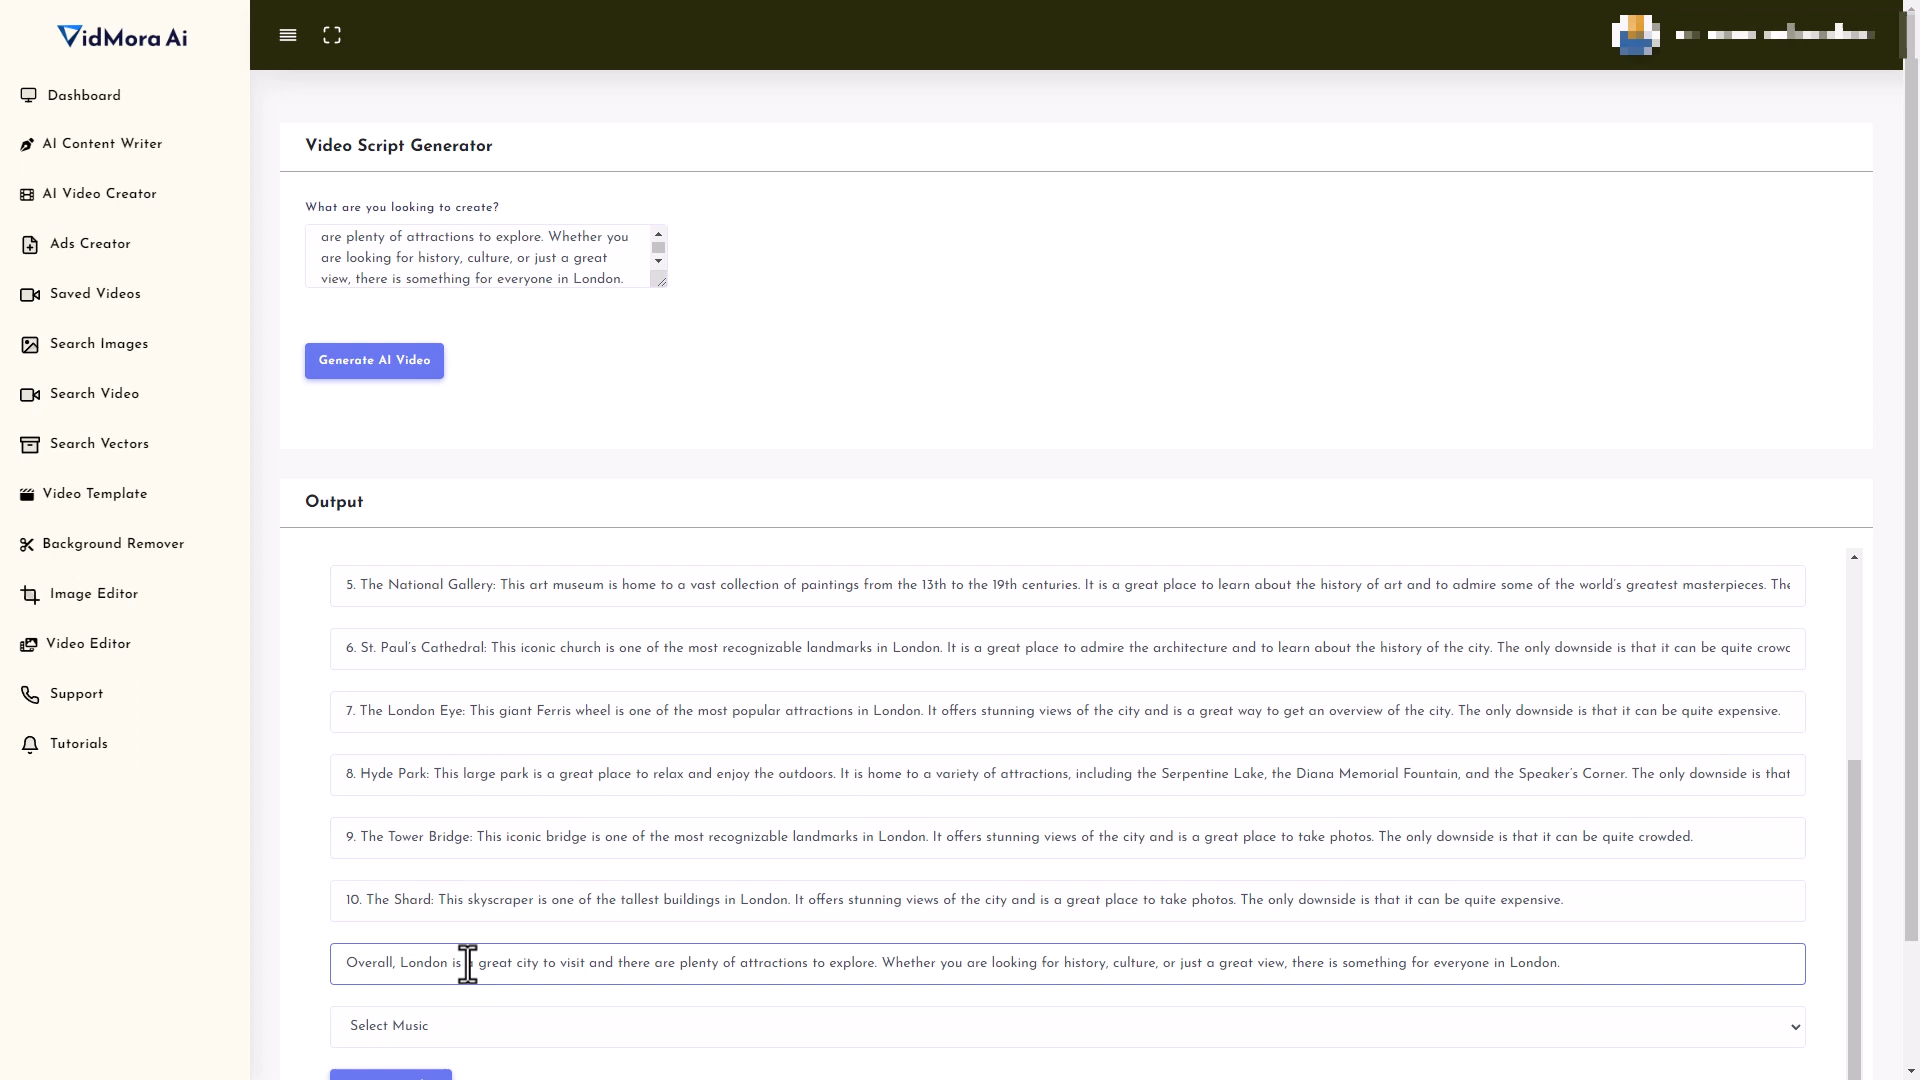 VidMora Ai
Dashboard
AI Content Writer
AI Video Creator
Ads Creator
Saved Videos
Search Images
Search Video
Search Vectors
Video Template
Background Remover
Image Editor
Video Editor
Support
Tutorials
Video Script Generator
What are you looking to create?
are plenty of attractions to explore. Whether you
are looking for history, culture, or just a great
view, there is something for everyone in London.
Generate AI Video
Output
5. The National Gallery: This art museum is home to a vast collection of paintings from the 13th to the 19th centuries. It is a great place to learn about the history of art and to admire some of the world's greatest masterpieces. The
6. St. Paul's Cathedral: This iconic church is one of the most recognizable landmarks in London. It is a great place to admire the architecture and to learn about the history of the city. The only downside is that it can be quite
7. The London Eye: This giant Ferris wheel is one of the most popular attractions in London. It offers stunning views of the city and is a great way to get an overview of the city. The only downside is that it can be quite expensive.
8. Hyde Park: This large park is a great place to relax and enjoy the outdoors. It is home to a variety of attractions, including the Serpentine Lake, the Diana Memorial Fountain, and the Speaker's Corner. The only downside is that
9. The Tower Bridge: This iconic bridge is one of the most recognizable landmarks in London. It offers stunning views of the city and is a great place to take photos. The only downside is that it can be quite crowded.
10. The Shard: This skyscraper is one of the tallest buildings in London. It offers stunning views of the city and is a great place to take photos. The only downside is that it can be quite expensive.
Overall, London is a great city to visit and there are plenty of attractions to explore. Whether you are looking for history, culture, or just a great view, there is something for everyone in London.
Select Music